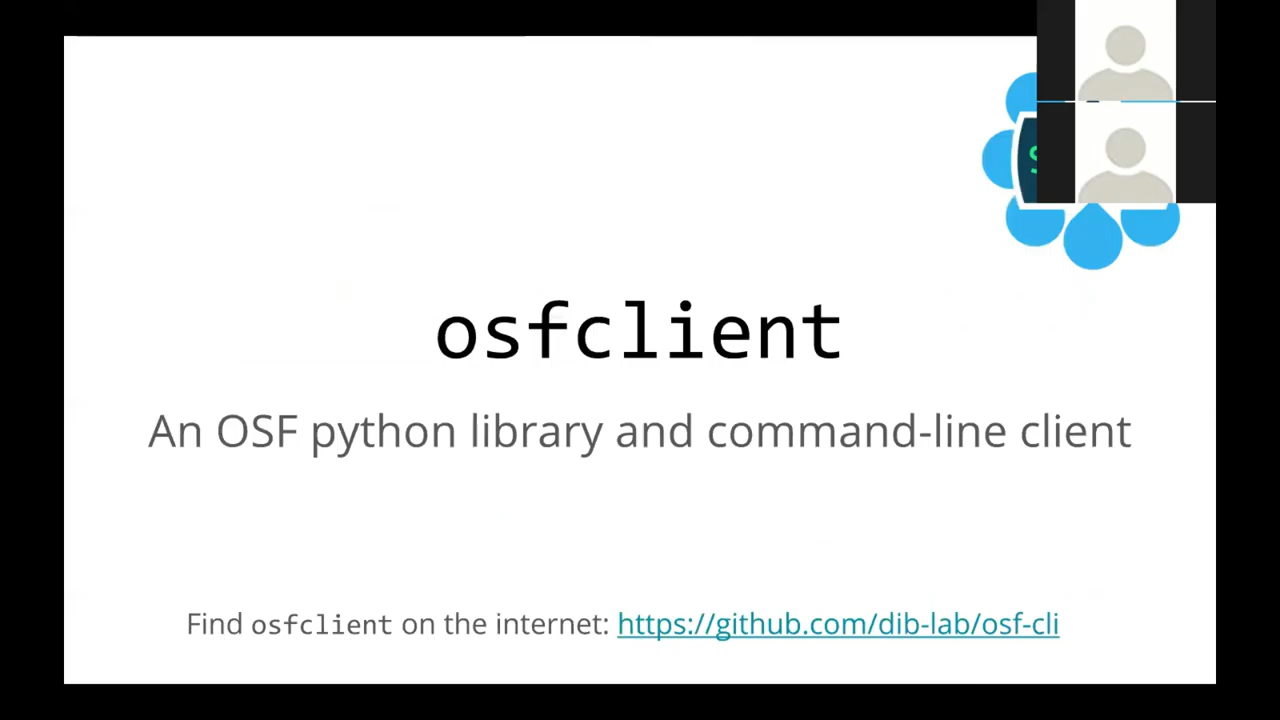 osfclient
An OSF python library and command-line client
Find osfclient on the internet: https://github.com/dib-lab/osf-cli